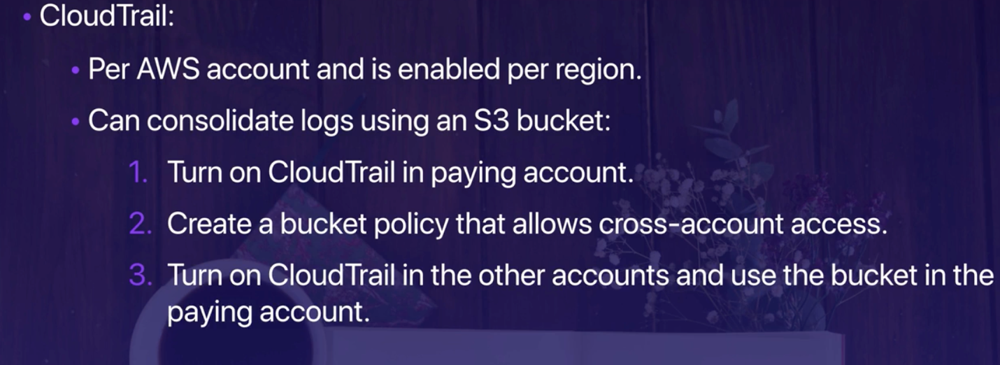 • CloudTrail:
• Per AWS account and is enabled per region.
• Can consolidate logs using an S3 bucket:
1. Turn on CloudTrail in paying account.
2. Create a bucket policy that allows cross-account access.
3. Turn on CloudTrail in the other accounts and use the bucket in the
paying account.